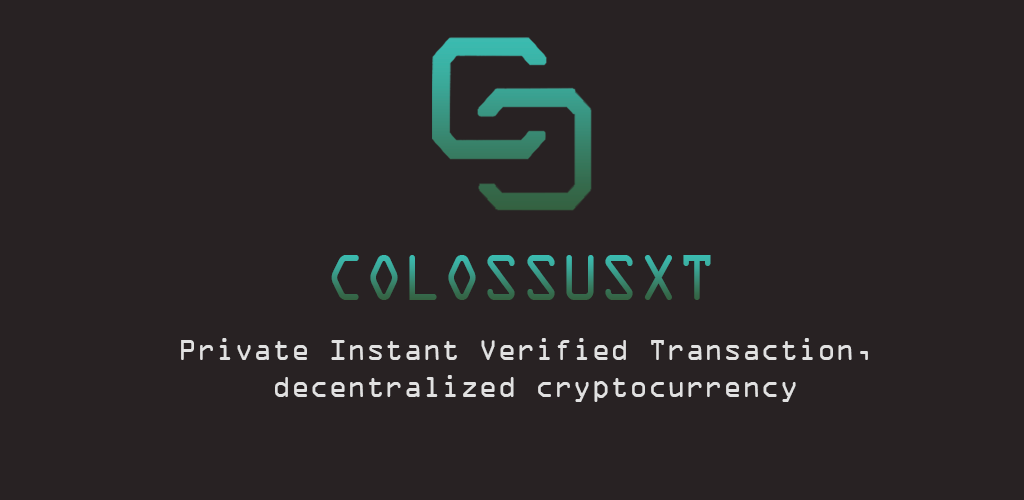 COLOSSUSXT
Private Instant Verified Transaction,
decentralized cryptocurrency